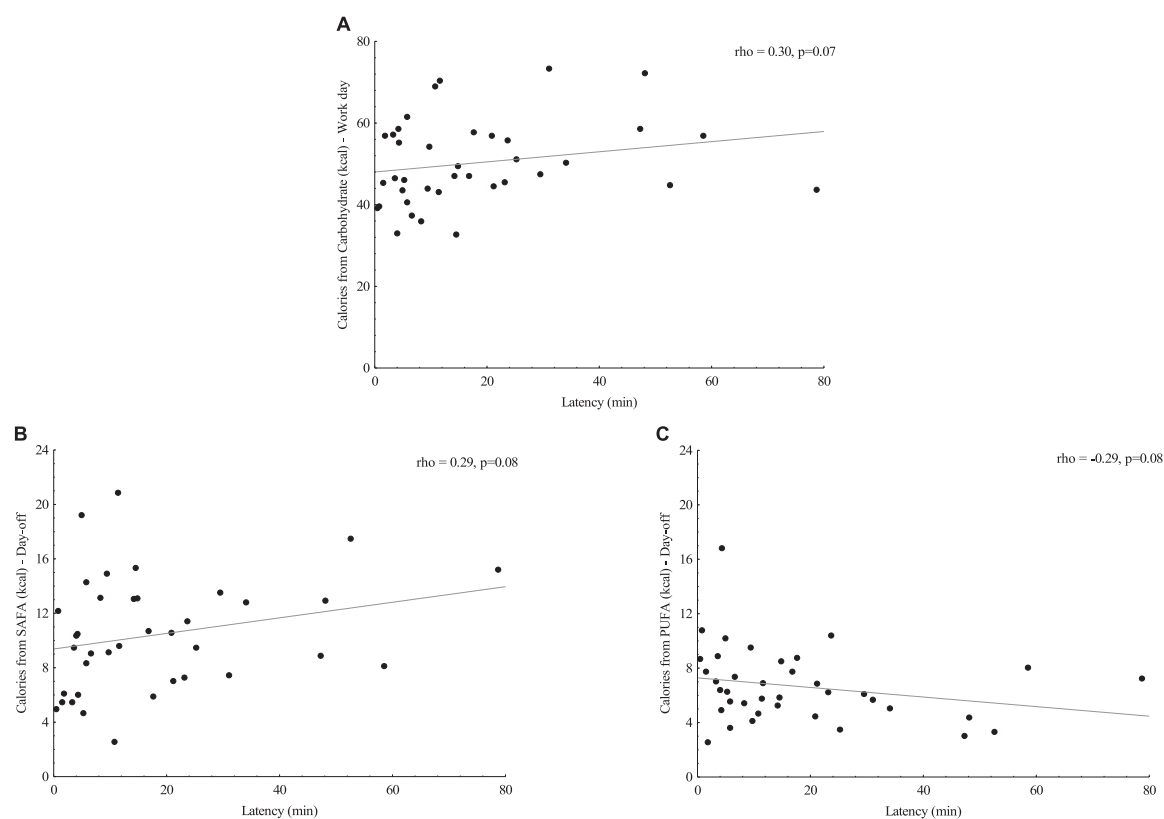 A
rho = 0.30, p=0.07
80
60
40
20
0
Calories from Carbohydrate (kcal) - Work day
0 20 40 60 80
Latency (min)
B
rho = 0.29, p=0.08
24
20
16
12
8
4
0
Calories from SAFA (kcal) - Day-off
0 20 40 60 80
Latency (min)
C
rho = -0.29, p=0.08
24
20
16
12
8
4
0
Calories from PUFA (kcal) - Day-off
0 20 40 60 80
Latency (min)